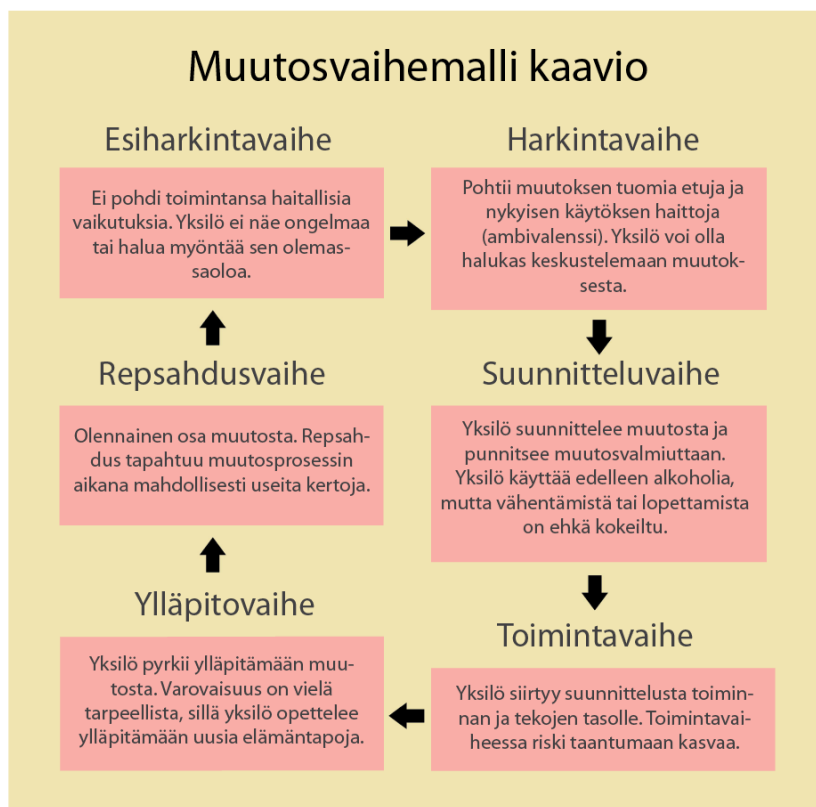 Muutosvaihemalli kaavio
Esiharkintavaihe
Ei pohdi toimintansa haitallisia
vaikutuksia. Yksilö ei näe ongelmaa
tai halua myöntää sen olemas-
saoloa.
Harkintavaihe
Pohtii muutoksen tuomia etuja ja
nykyisen käytöksen haittoja
(ambivalenssi). Yksilö voi olla
halukas keskustelemaan muutok-
sesta.
Suunnitteluvaihe
Yksilö suunnittelee muutosta ja
punnitsee muutosvalmiuttaan.
Yksilö käyttää edelleen alkoholia,
mutta vähentämistä tai lopettamista
on ehkä kokeiltu.
Toimintavaihe
Yksilö siirtyy suunnittelusta toimin-
nan ja tekojen tasolle. Toimintavai-
heessa riski taantumaan kasvaa.
Ylläpitovaihe
Yksilö pyrkii ylläpitämään muu-
tosta. Varovaisuus on vielä
tarpeellista, sillä yksilö opettelee
ylläpitämään uusia elämäntapoja.
Repsahdusvaihe
Olennainen osa muutosta. Repsah-
dus tapahtuu muutosprosessin
aikana mahdollisesti useita kertoja.